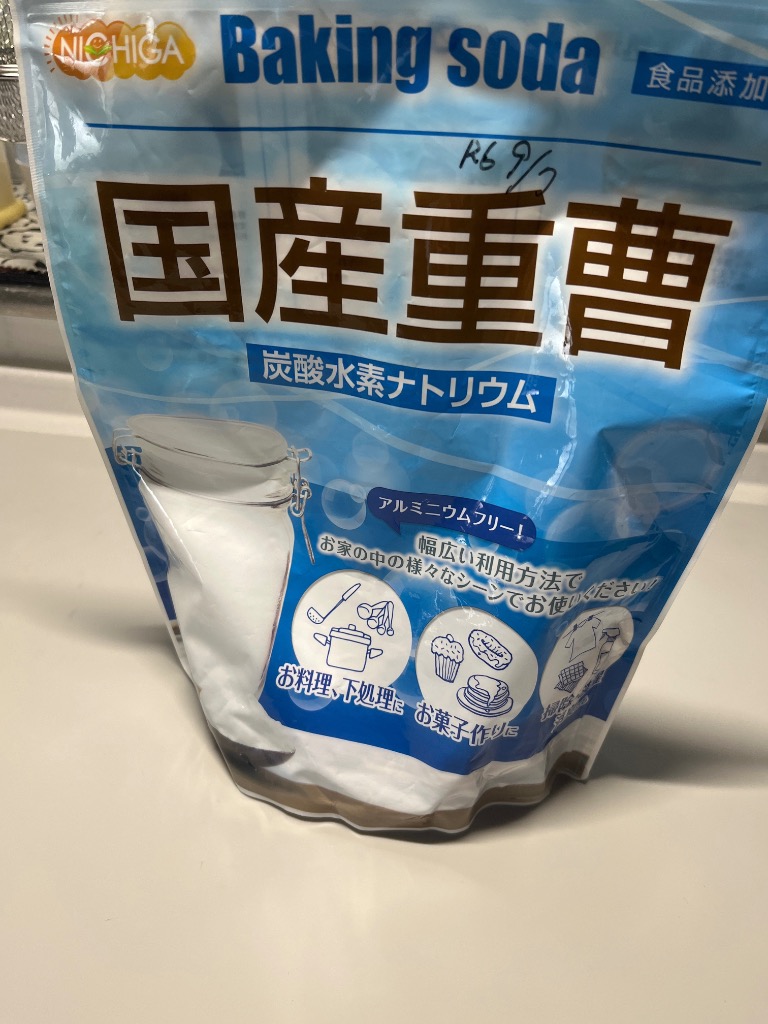 NICHIGA
Baking soda
食品添加
R6 9/7
国産重曹
炭酸水素ナトリウム
アルミニウムフリー!
幅広い利用方法で
お家の中の様々なシーンでお使いください!
お料理、下処理に
お菓子作りに